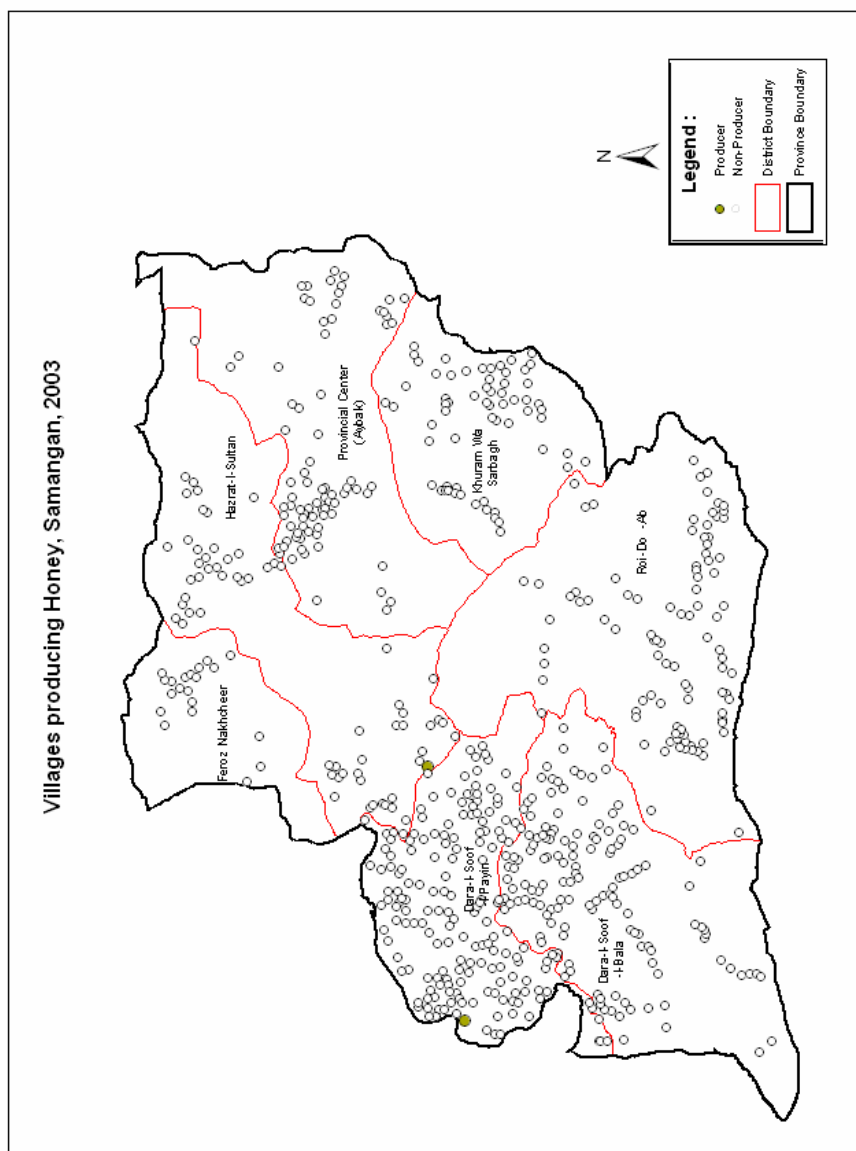 Villages producing Honey, Samangan, 2003
Hazrat-I-Sultan
Feroz Nakhcheer
Provincial Center
(Aybak)
Khuram Wa
Sarbagh
Dara-I-Soof
-I-Payin
Roi-Do -Ab
Dara-I-Soof
-I-Bala
N
Legend :
Producer
Non-Producer
District Boundary
Province Boundary